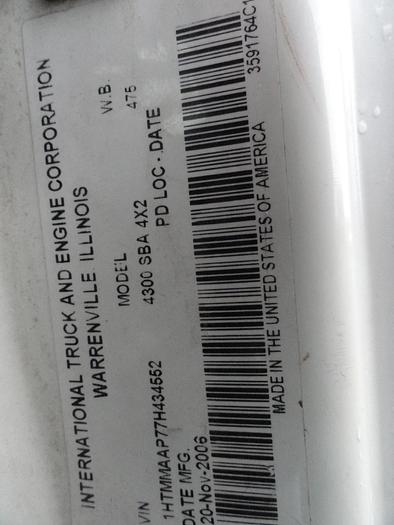 INTERNATIONAL TRUCK AND ENGINE CORPORATION
WARRENVILLE, ILLINOIS
MODEL W.B.
VIN 4300 SBA 4X2 475
1HTMMAAP77H434552 PD LOC - DATE
DATE MFG.
20-Nov-2006 3591764C1
MADE IN THE UNITED STATES OF AMERICA